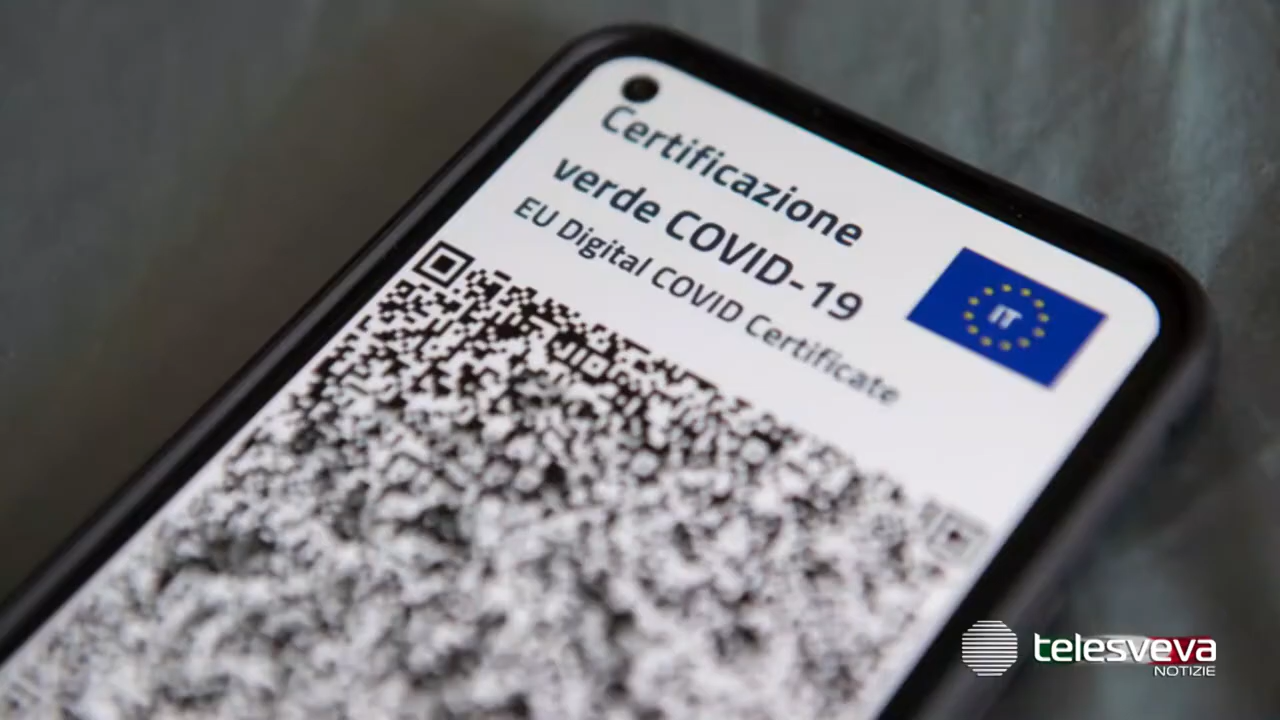 Certificazione
verde COVID-19
EU Digital COVID Certificate
IT
telesveva
NOTIZIE